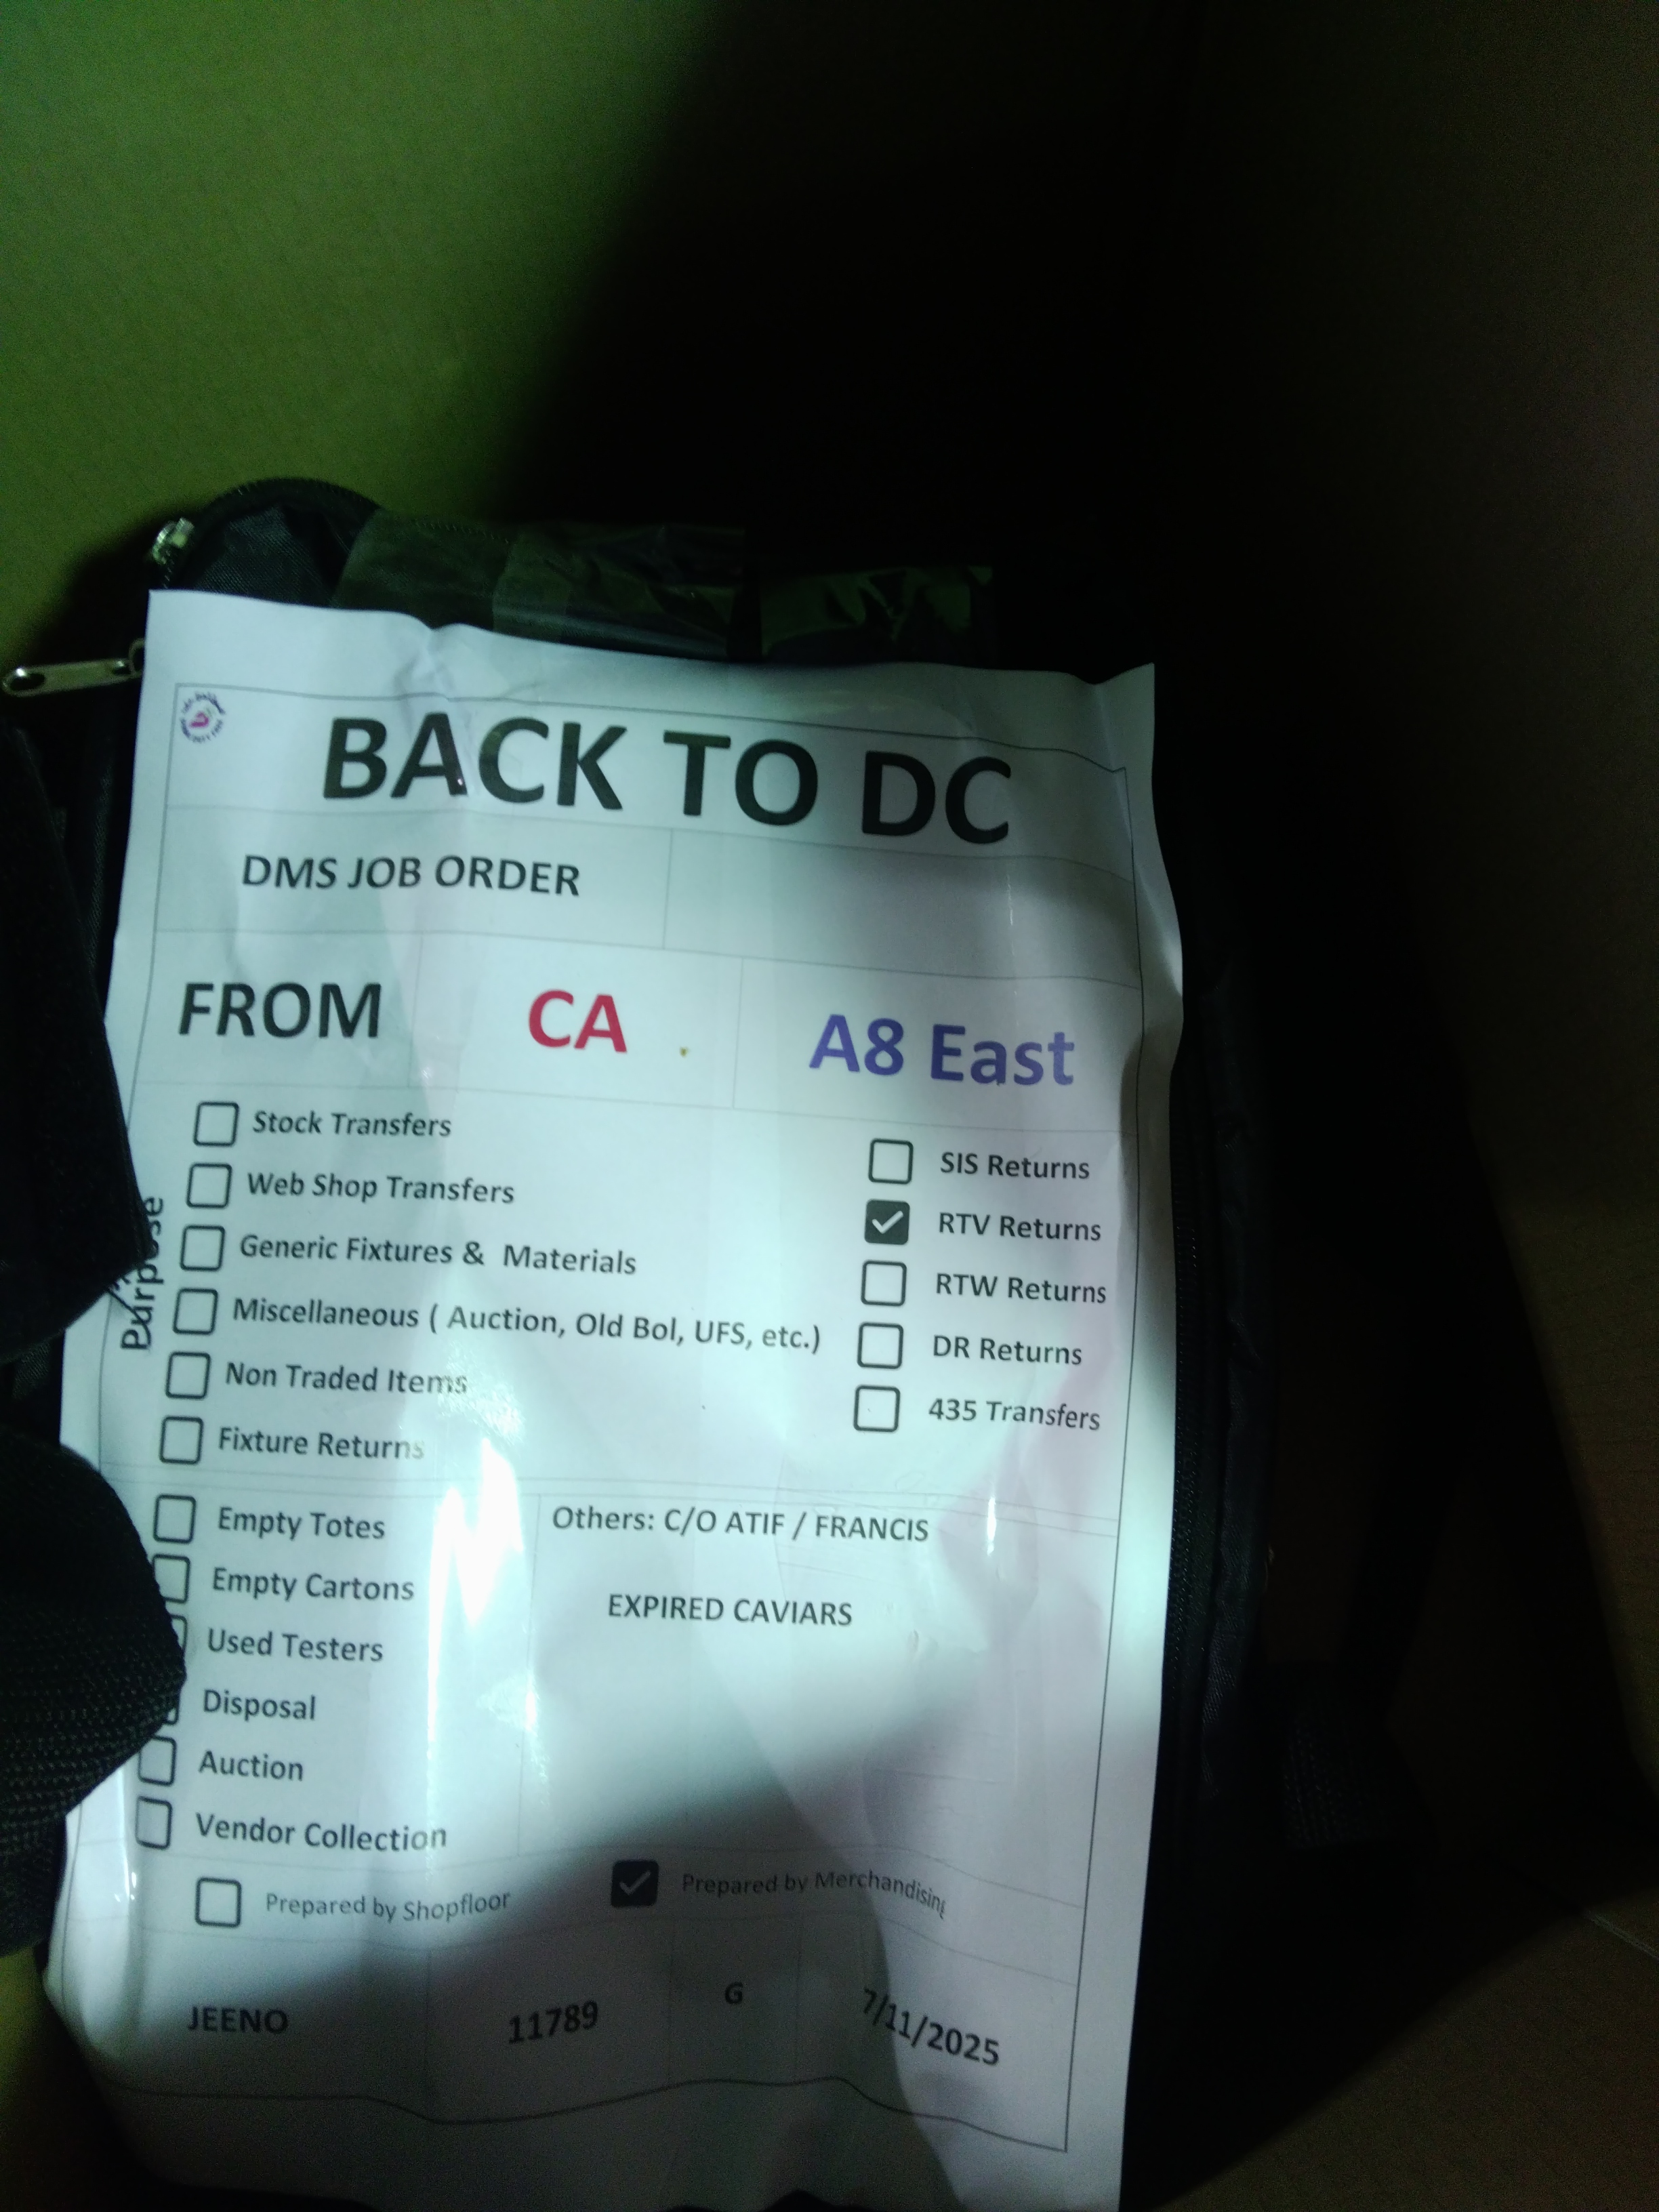 BACK TO DC
DMS JOB ORDER
FROM CA A8 East
Purpose
Stock Transfers
Web Shop Transfers
Generic Fixtures & Materials
Miscellaneous ( Auction, Old Bol, UFS, etc.)
Non Traded Items
Fixture Returns
SIS Returns
RTV Returns
RTW Returns
DR Returns
435 Transfers
Empty Totes
Empty Cartons
Used Testers
Disposal
Auction
Vendor Collection
Others: C/O ATIF / FRANCIS
EXPIRED CAVIARS
Prepared by Shopfloor Prepared by Merchandising
JEENO 11789 G 7/11/2025